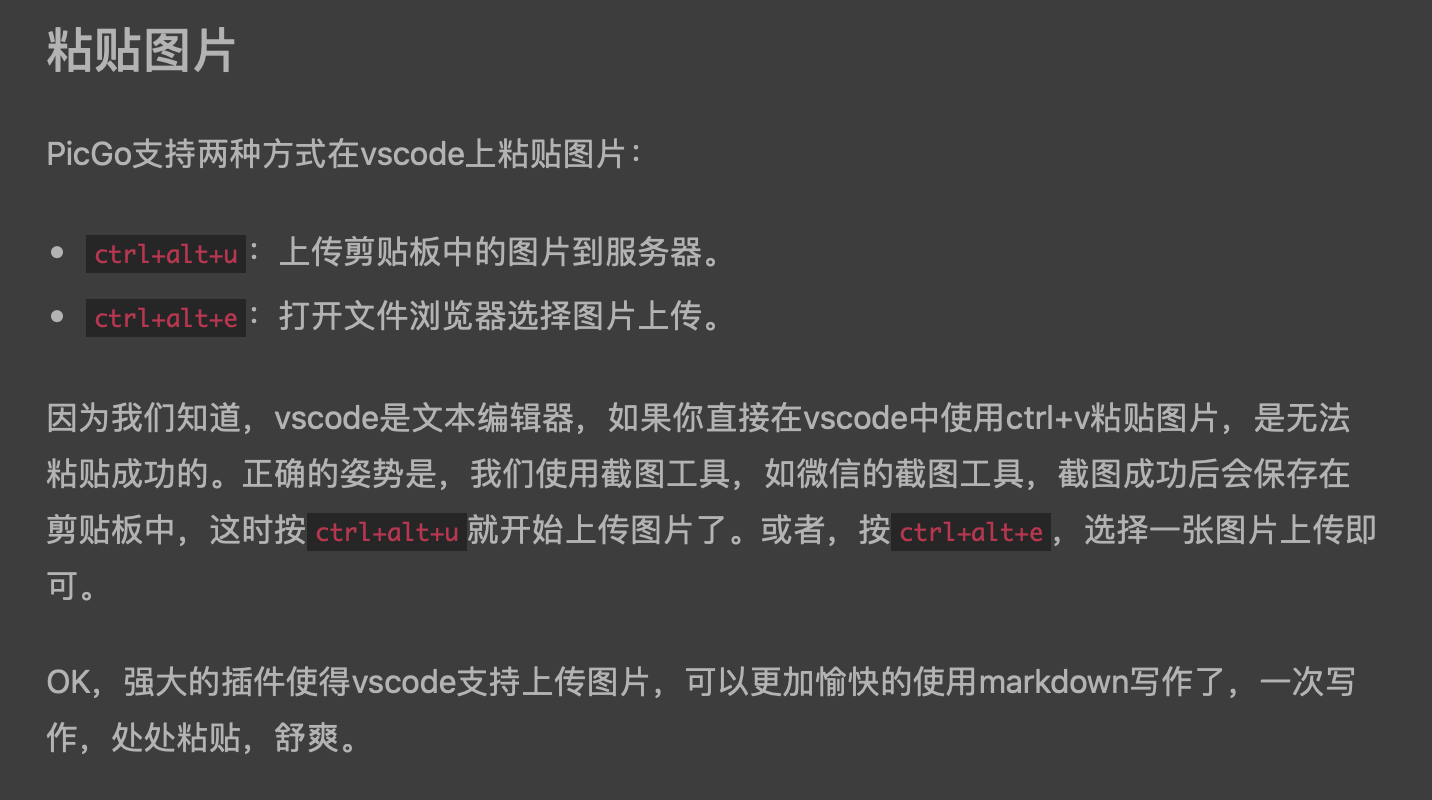 粘贴图片
PicGo支持两种方式在vscode上粘贴图片：
• ctrl+alt+u：上传剪贴板中的图片到服务器。
• ctrl+alt+e：打开文件浏览器选择图片上传。
因为我们知道，vscode是文本编辑器，如果你直接在vscode中使用ctrl+v粘贴图片，是无法
粘贴成功的。正确的姿势是，我们使用截图工具，如微信的截图工具，截图成功后会保存在
剪贴板中，这时按ctrl+alt+u就开始上传图片了。或者，按ctrl+alt+e，选择一张图片上传即
可。
OK，强大的插件使得vscode支持上传图片，可以更加愉快的使用markdown写作了，一次写
作，处处粘贴，舒爽。